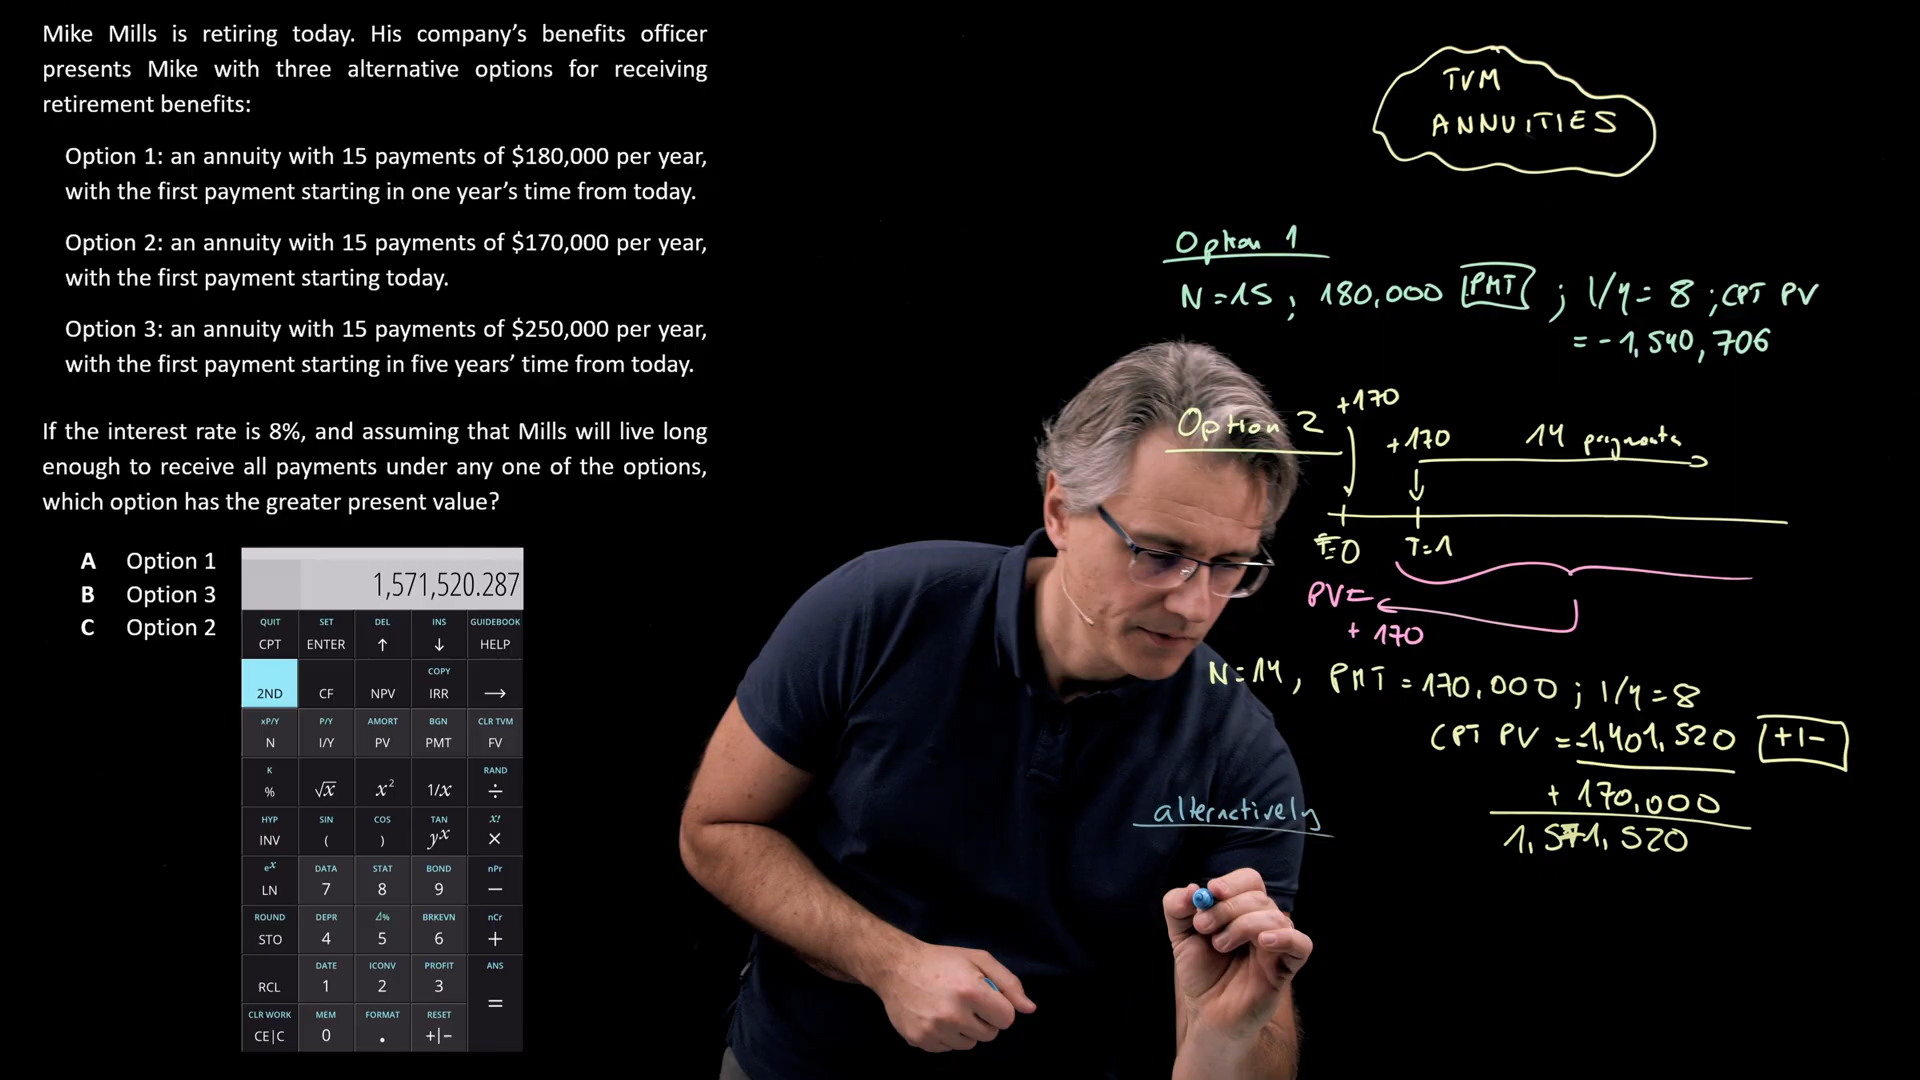 Mike Mills is retiring today. His company's benefits officer
presents Mike with three alternative options for receiving
retirement benefits:
Option 1: an annuity with 15 payments of $180,000 per year,
with the first payment starting in one year's time from today.
Option 2: an annuity with 15 payments of $170,000 per year,
with the first payment starting today.
Option 3: an annuity with 15 payments of $250,000 per year,
with the first payment starting in five years' time from today.
If the interest rate is 8%, and assuming that Mills will live long
enough to receive all payments under any one of the options,
which option has the greater present value?
A Option 1
B Option 3
C Option 2
1,571,520.287
QUIT SET DEL INS GUIDEBOOK
CPT ENTER ↑ ↓ HELP
COPY
2ND CF NPV IRR →
xP/Y P/Y AMORT BGN CLR TVM
N I/Y PV PMT FV
K RAND
% √x x² 1/x ÷
HYP SIN COS TAN x!
INV ( ) yˣ ×
eˣ DATA STAT BOND nPr
LN 7 8 9 −
ROUND DEPR Δ% BRKEVN nCr
STO 4 5 6 +
DATE ICONV PROFIT ANS
RCL 1 2 3 =
CLR WORK MEM FORMAT RESET
CE|C 0 . +|−
TVM
ANNUITIES
Option 1
N=15; 180,000 PMT; I/Y=8; CPT PV
= -1,540,706
Option 2
+170
+170 14 payments
T=0 T=1
PV=
+ 170
N=14, PMT=170,000; I/Y=8
CPT PV = -1,401,520 +|−
+ 170,000
1,571,520
alternatively